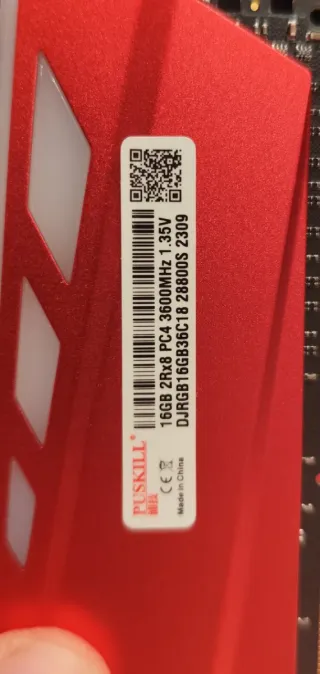 PUSKILL
16GB 2Rx8 PC4 3600MHz 1.35V
DJRGB16GB36C18 28800S 2309
CE
Made in China